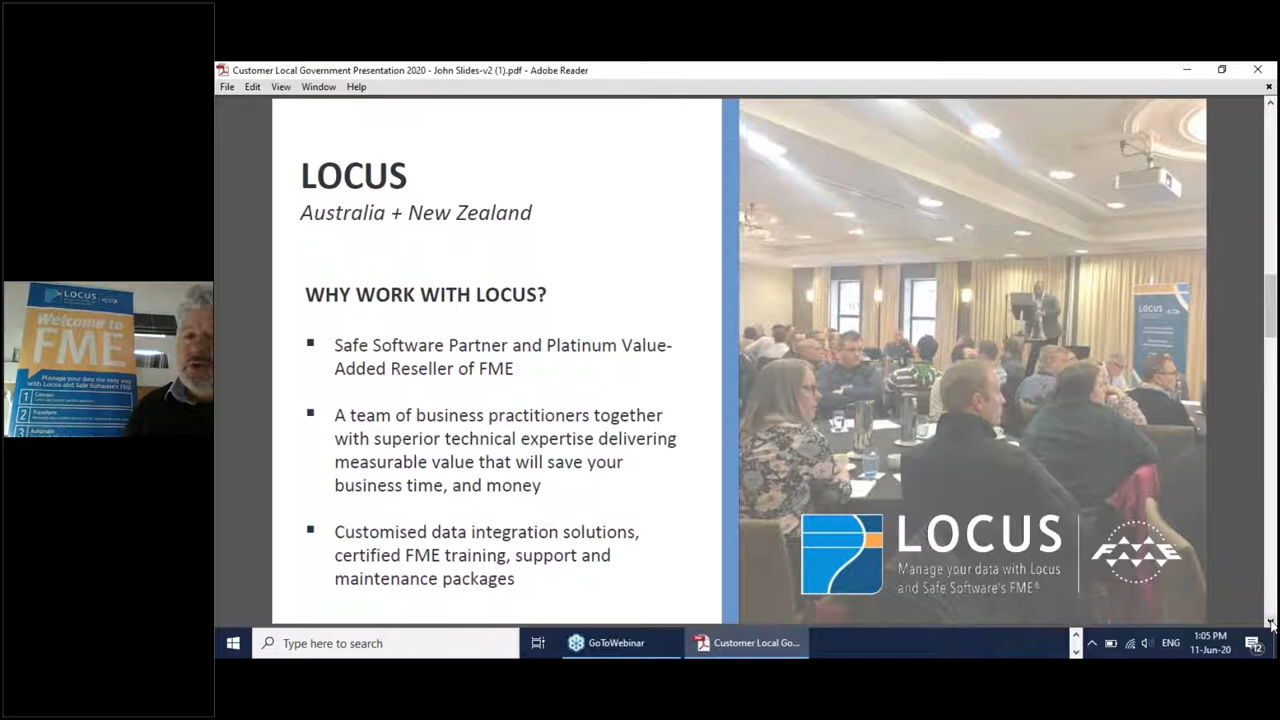 Customer Local Government Presentation 2020 - John Slides-v2 (1).pdf - Adobe Reader
File Edit View Window Help
LOCUS
Australia + New Zealand
WHY WORK WITH LOCUS?
Safe Software Partner and Platinum Value-
Added Reseller of FME
A team of business practitioners together
with superior technical expertise delivering
measurable value that will save your
business time, and money
Customised data integration solutions,
certified FME training, support and
maintenance packages
LOCUS
LOCUS
Manage your data with Locus
and Safe Software's FME®
FME
LOCUS
Welcome to
FME
Manage your data the easy way
with Locus and Safe Software's FME
1 Connect
2 Transform
3 Automate
Type here to search
GoToWebinar
Customer Local Go...
ENG
1:05 PM
11-Jun-20
12